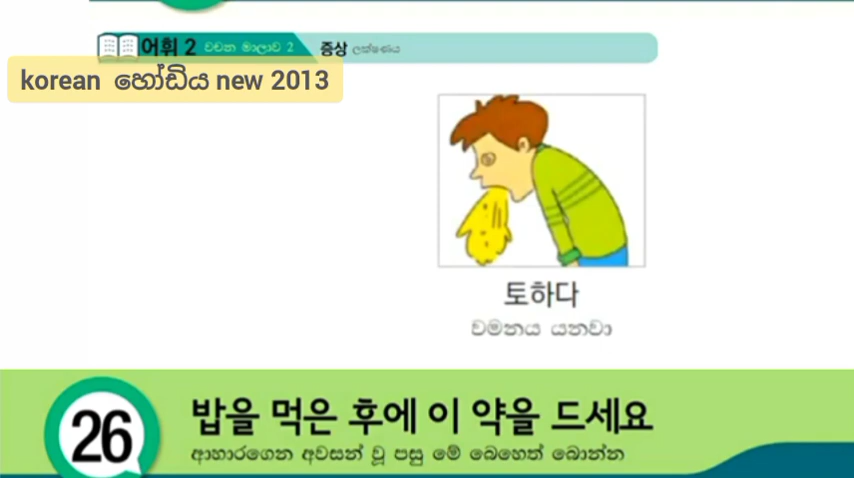 어휘 2 වචන මාලාව 2 증상 ලක්ෂණය
korean හෝඩිය new 2013
토하다
වමනය යනවා
26
밥을 먹은 후에 이 약을 드세요
ආහාරගෙන අවසන් වූ පසු මේ බෙහෙත් බොන්න